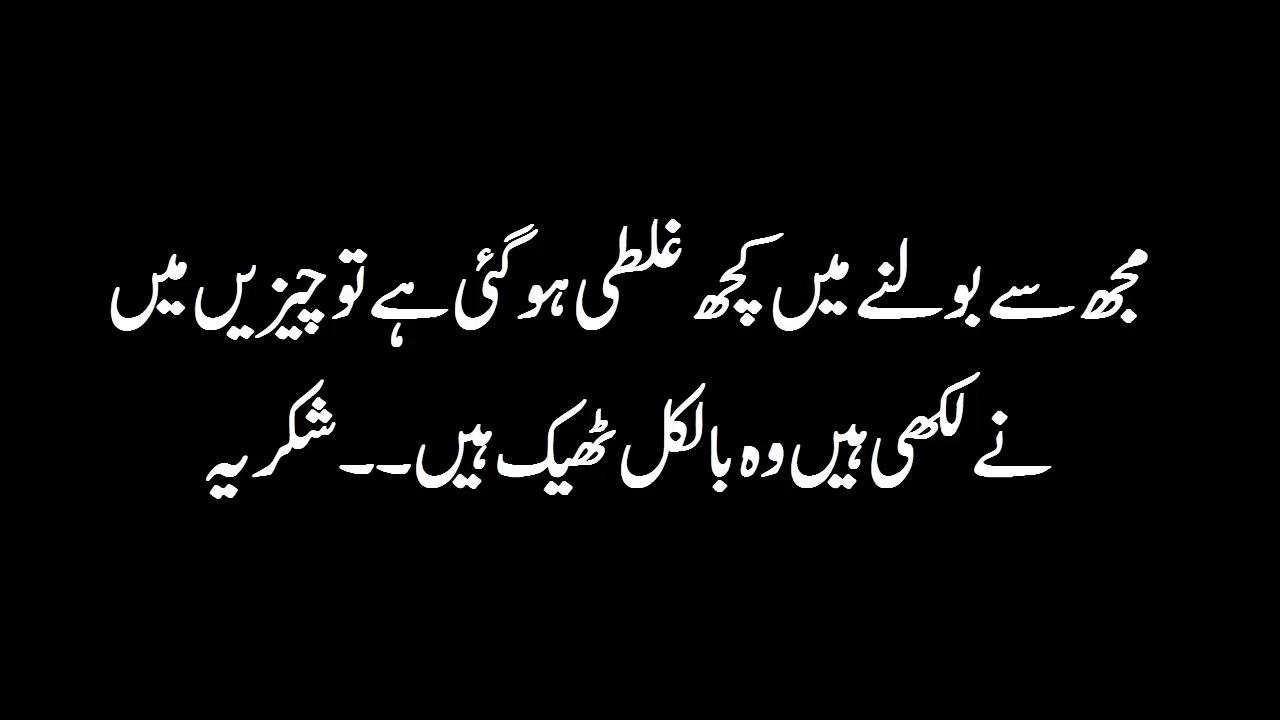 مجھ سے بولنے میں کچھ غلطی ہو گئی ہے تو چیزیں میں
نے لکھی ہیں وہ بالکل ٹھیک ہیں۔۔ شکریہ